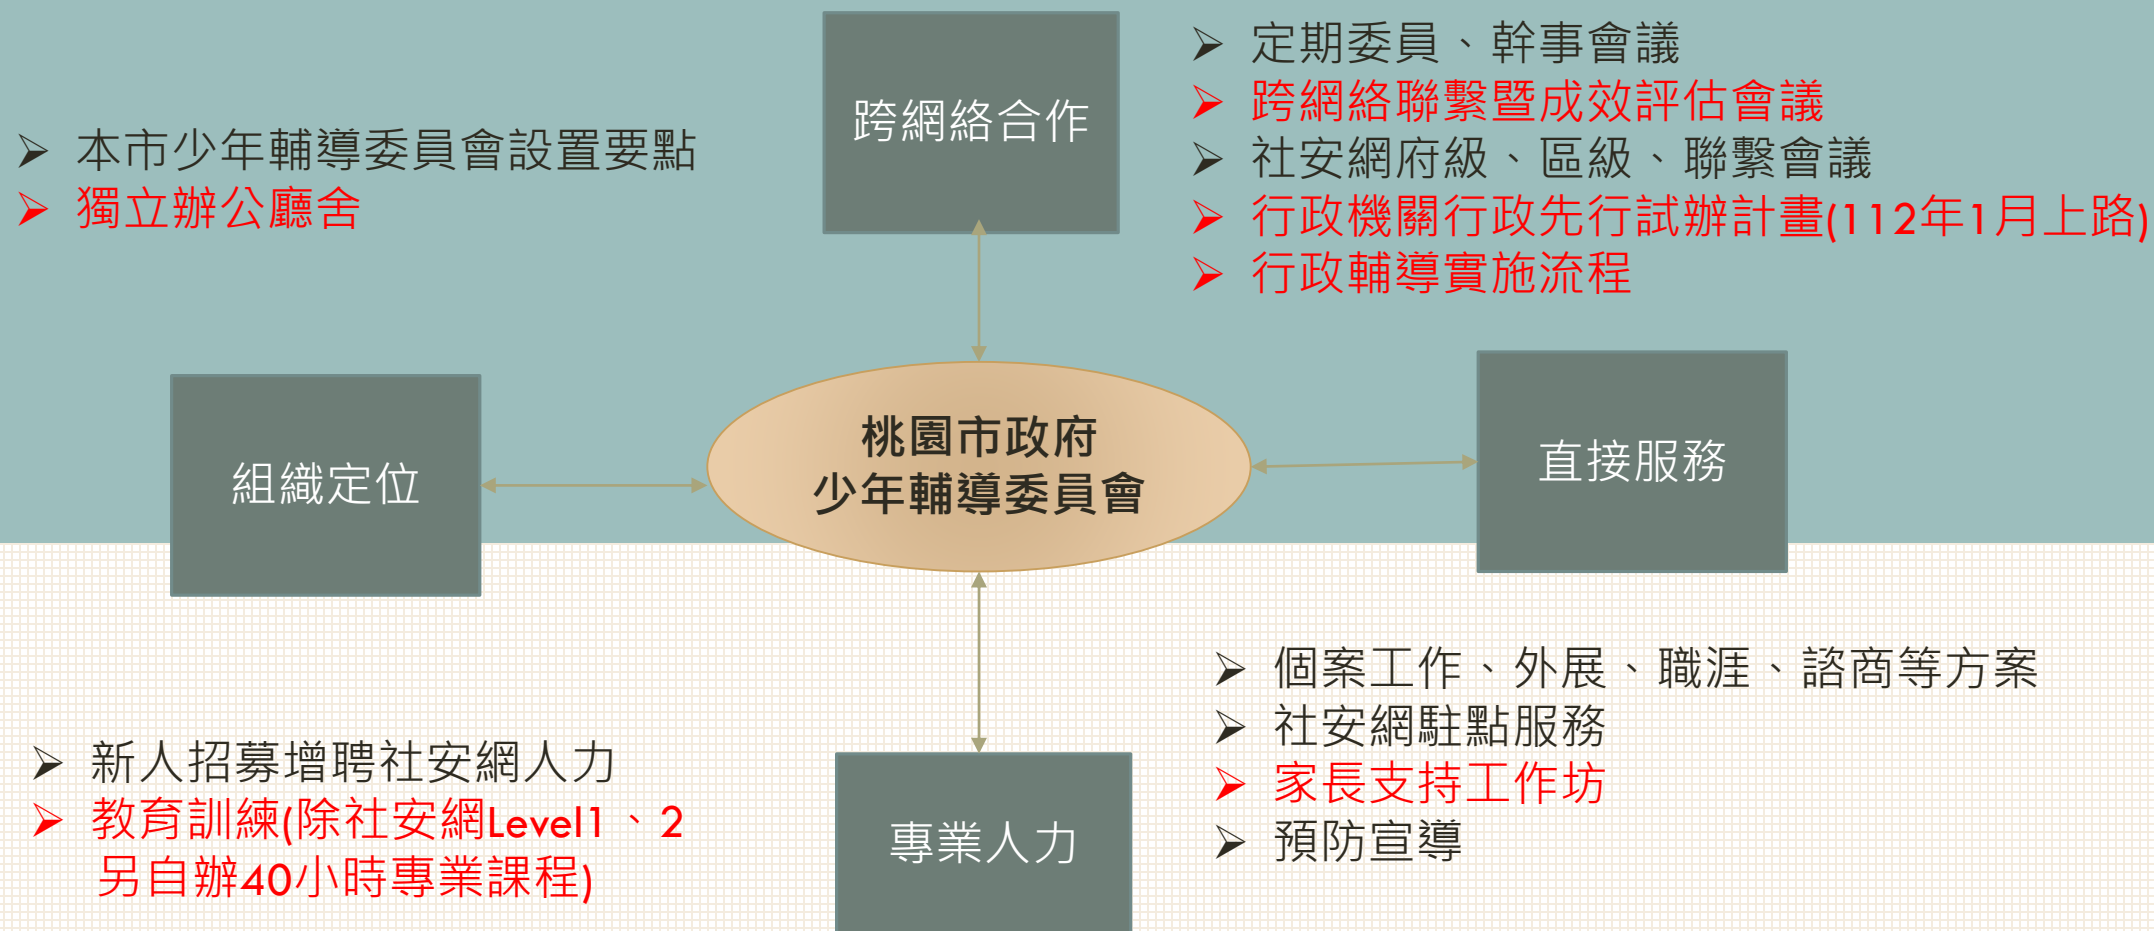 跨網絡合作
➢ 定期委員、幹事會議
➢ 跨網絡聯繫暨成效評估會議
➢ 社安網府級、區級、聯繫會議
➢ 行政機關行政先行試辦計畫(112年1月上路)
➢ 行政輔導實施流程
➢ 本市少年輔導委員會設置要點
➢ 獨立辦公廳舍
組織定位
桃園市政府
少年輔導委員會
直接服務
➢ 個案工作、外展、職涯、諮商等方案
➢ 社安網駐點服務
➢ 家長支持工作坊
➢ 預防宣導
➢ 新人招募增聘社安網人力
➢ 教育訓練(除社安網Level1、2
另自辦40小時專業課程)
專業人力